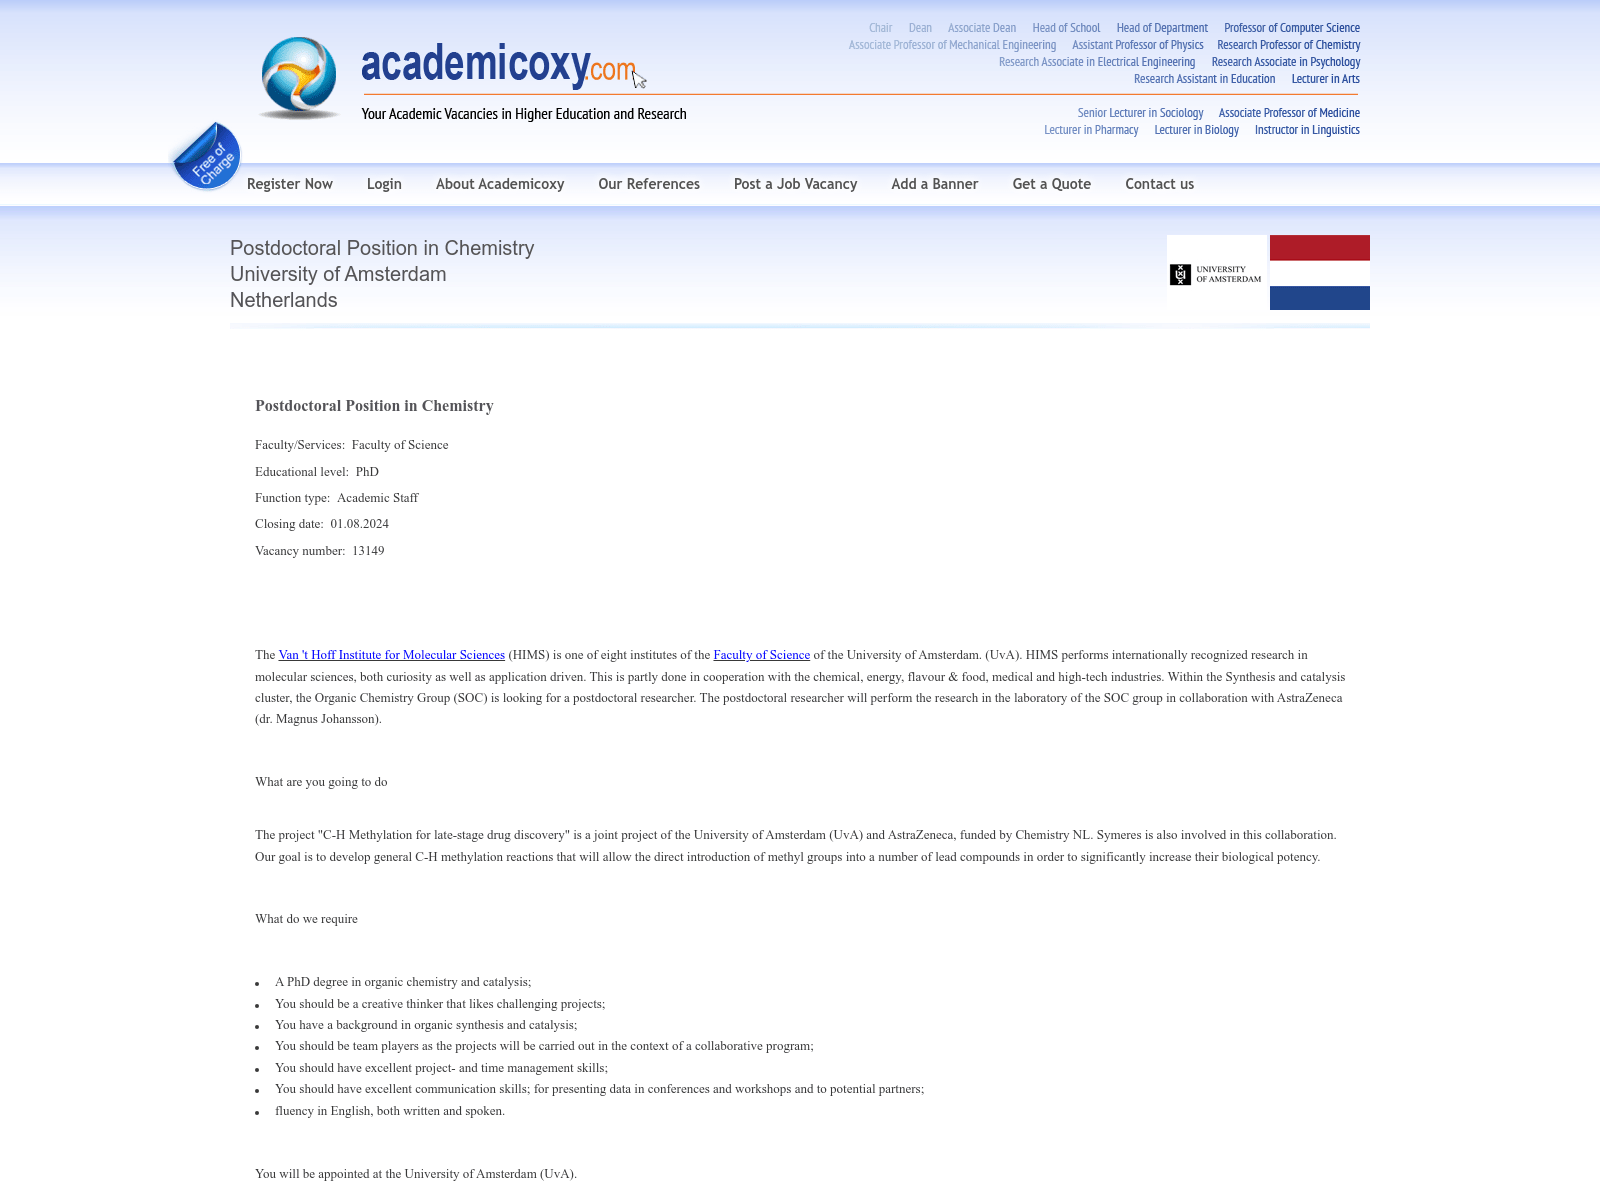 Chair Dean Associate Dean Head of School Head of Department Professor of Computer Science
Associate Professor of Mechanical Engineering Assistant Professor of Physics Research Professor of Chemistry
Research Associate in Electrical Engineering Research Associate in Psychology
Research Assistant in Education Lecturer in Arts
academicoxy.com
Your Academic Vacancies in Higher Education and Research
Senior Lecturer in Sociology Associate Professor of Medicine
Lecturer in Pharmacy Lecturer in Biology Instructor in Linguistics
Free of
Charge
Register Now Login About Academicoxy Our References Post a Job Vacancy Add a Banner Get a Quote Contact us
Postdoctoral Position in Chemistry
University of Amsterdam
Netherlands
UNIVERSITY
OF AMSTERDAM
Postdoctoral Position in Chemistry
Faculty/Services: Faculty of Science
Educational level: PhD
Function type: Academic Staff
Closing date: 01.08.2024
Vacancy number: 13149
The Van 't Hoff Institute for Molecular Sciences (HIMS) is one of eight institutes of the Faculty of Science of the University of Amsterdam. (UvA). HIMS performs internationally recognized research in
molecular sciences, both curiosity as well as application driven. This is partly done in cooperation with the chemical, energy, flavour & food, medical and high-tech industries. Within the Synthesis and catalysis
cluster, the Organic Chemistry Group (SOC) is looking for a postdoctoral researcher. The postdoctoral researcher will perform the research in the laboratory of the SOC group in collaboration with AstraZeneca
(dr. Magnus Johansson).
What are you going to do
The project "C-H Methylation for late-stage drug discovery" is a joint project of the University of Amsterdam (UvA) and AstraZeneca, funded by Chemistry NL. Symeres is also involved in this collaboration.
Our goal is to develop general C-H methylation reactions that will allow the direct introduction of methyl groups into a number of lead compounds in order to significantly increase their biological potency.
What do we require
• A PhD degree in organic chemistry and catalysis;
• You should be a creative thinker that likes challenging projects;
• You have a background in organic synthesis and catalysis;
• You should be team players as the projects will be carried out in the context of a collaborative program;
• You should have excellent project- and time management skills;
• You should have excellent communication skills; for presenting data in conferences and workshops and to potential partners;
• fluency in English, both written and spoken.
You will be appointed at the University of Amsterdam (UvA).